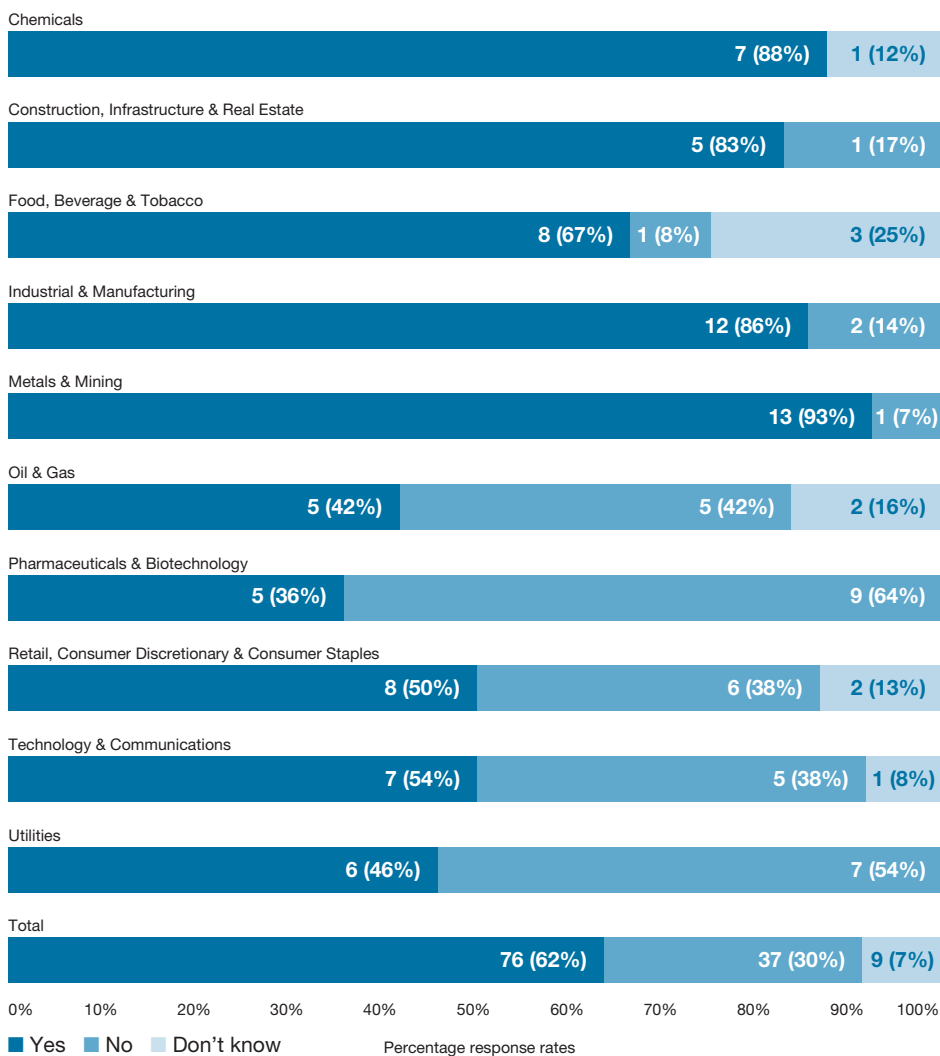 Chemicals
7 (88%) 1 (12%)
Construction, Infrastructure & Real Estate
5 (83%) 1 (17%)
Food, Beverage & Tobacco
8 (67%) 1 (8%) 3 (25%)
Industrial & Manufacturing
12 (86%) 2 (14%)
Metals & Mining
13 (93%) 1 (7%)
Oil & Gas
5 (42%) 5 (42%) 2 (16%)
Pharmaceuticals & Biotechnology
5 (36%) 9 (64%)
Retail, Consumer Discretionary & Consumer Staples
8 (50%) 6 (38%) 2 (13%)
Technology & Communications
7 (54%) 5 (38%) 1 (8%)
Utilities
6 (46%) 7 (54%)
Total
76 (62%) 37 (30%) 9 (7%)
0% 10% 20% 30% 40% 50% 60% 70% 80% 90% 100%
Yes No Don't know Percentage response rates